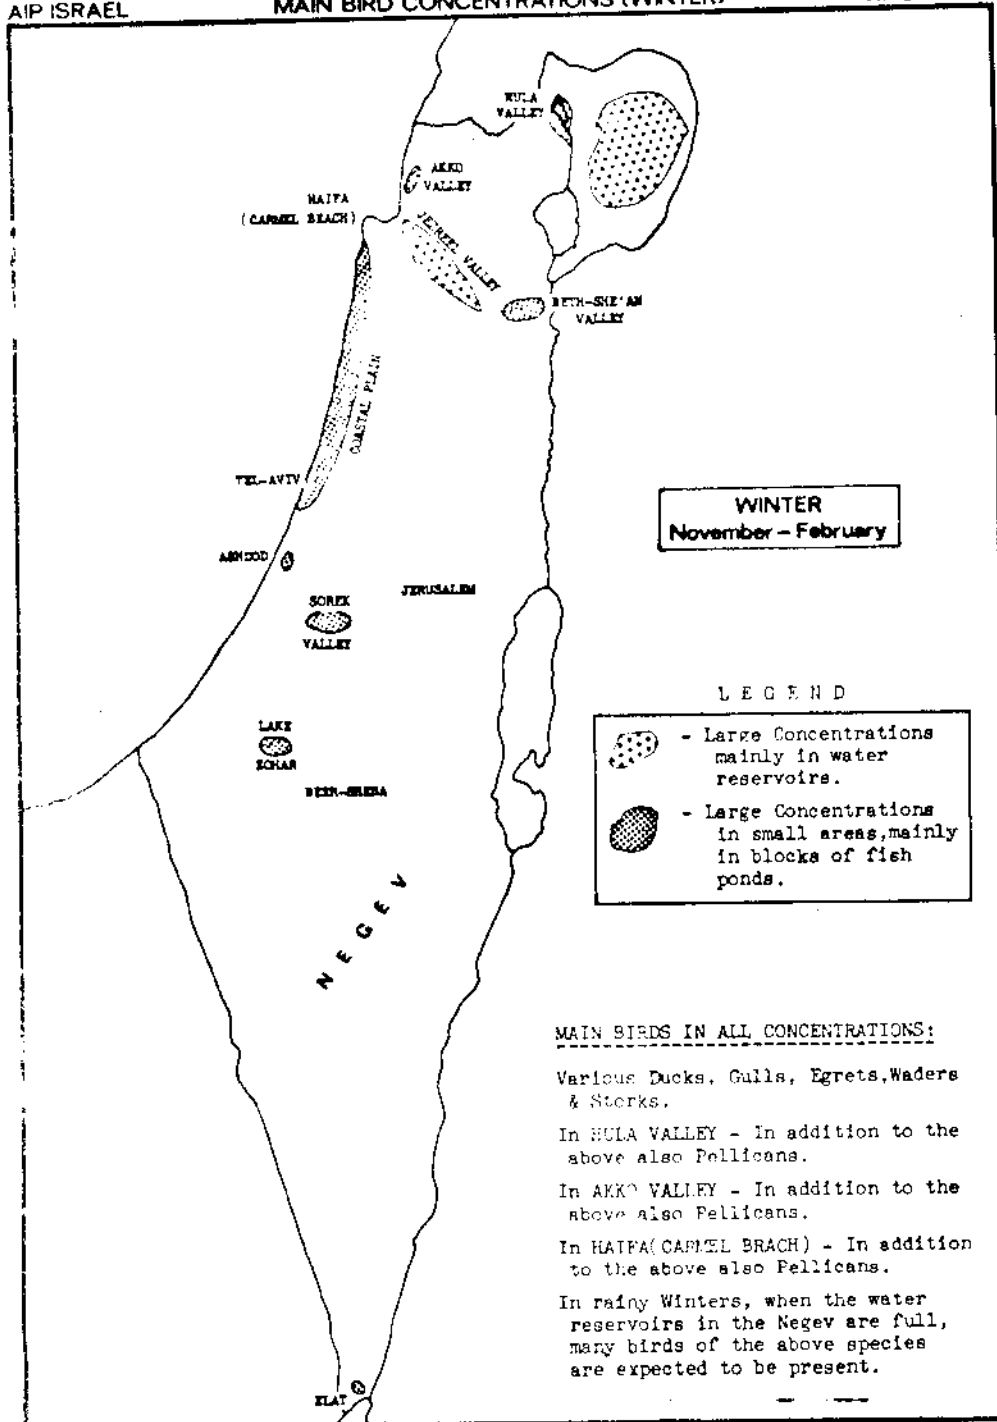 AIP ISRAEL
MAIN BIRD CONCENTRATIONS (WINTER)
HULA
VALLEY
AKKO
VALLEY
HAIFA
(CARMEL BEACH)
JEZREEL VALLEY
BETH-SHE'AN
VALLEY
COASTAL PLAIN
TEL-AVIV
WINTER
November – February
ASHDOD
JERUSALEM
SOREK
VALLEY
LEGEND
LAKE
ZOHAR
- Large Concentrations
mainly in water
reservoirs.
BEER-SHEBA
- Large Concentrations
in small areas,mainly
in blocks of fish
ponds.
NEGEV
MAIN BIRDS IN ALL CONCENTRATIONS:
Various Ducks, Gulls, Egrets,Waders
& Storks.
In HULA VALLEY - In addition to the
above also Pellicans.
In AKKO VALLEY - In addition to the
above also Pellicans.
In HAIFA(CARMEL BRACH) - In addition
to the above also Pellicans.
In rainy Winters, when the water
reservoirs in the Negev are full,
many birds of the above species
are expected to be present.
ELAT